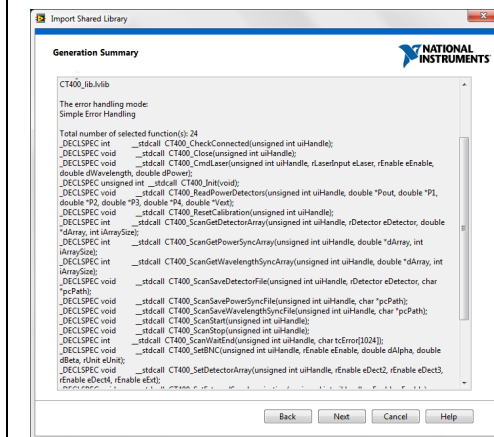 Import Shared Library
Generation Summary
NATIONAL
INSTRUMENTS
CT400_lib.lvlib
The error handling mode:
Simple Error Handling
Total number of selected function(s): 24
_DECLSPEC int __stdcall CT400_CheckConnected(unsigned int uiHandle);
_DECLSPEC void __stdcall CT400_Close(unsigned int uiHandle);
_DECLSPEC void __stdcall CT400_CmdLaser(unsigned int uiHandle, rLaserInput eLaser, rEnable eEnable,
double dWavelength, double dPower);
_DECLSPEC unsigned int __stdcall CT400_Init(void);
_DECLSPEC void __stdcall CT400_ReadPowerDetectors(unsigned int uiHandle, double *Pout, double *P1,
double *P2, double *P3, double *P4, double *Vext);
_DECLSPEC void __stdcall CT400_ResetCalibration(unsigned int uiHandle);
_DECLSPEC int __stdcall CT400_ScanGetDetectorArray(unsigned int uiHandle, rDetector eDetector, double
*dArray, int iArraySize);
_DECLSPEC int __stdcall CT400_ScanGetPowerSyncArray(unsigned int uiHandle, double *dArray, int
iArraySize);
_DECLSPEC int __stdcall CT400_ScanGetWavelengthSyncArray(unsigned int uiHandle, double *dArray, int
iArraySize);
_DECLSPEC void __stdcall CT400_ScanSaveDetectorFile(unsigned int uiHandle, rDetector eDetector, char
*pcPath);
_DECLSPEC void __stdcall CT400_ScanSavePowerSyncFile(unsigned int uiHandle, char *pcPath);
_DECLSPEC void __stdcall CT400_ScanSaveWavelengthSyncFile(unsigned int uiHandle, char *pcPath);
_DECLSPEC void __stdcall CT400_ScanStart(unsigned int uiHandle);
_DECLSPEC void __stdcall CT400_ScanStop(unsigned int uiHandle);
_DECLSPEC int __stdcall CT400_ScanWaitEnd(unsigned int uiHandle, char tcError[1024]);
_DECLSPEC void __stdcall CT400_SetBNC(unsigned int uiHandle, rEnable eEnable, double dAlpha, double
dBeta, rUnit eUnit);
_DECLSPEC void __stdcall CT400_SetDetectorArray(unsigned int uiHandle, rEnable eDect2, rEnable eDect3,
rEnable eDect4, rEnable eExt);
Back Next Cancel Help